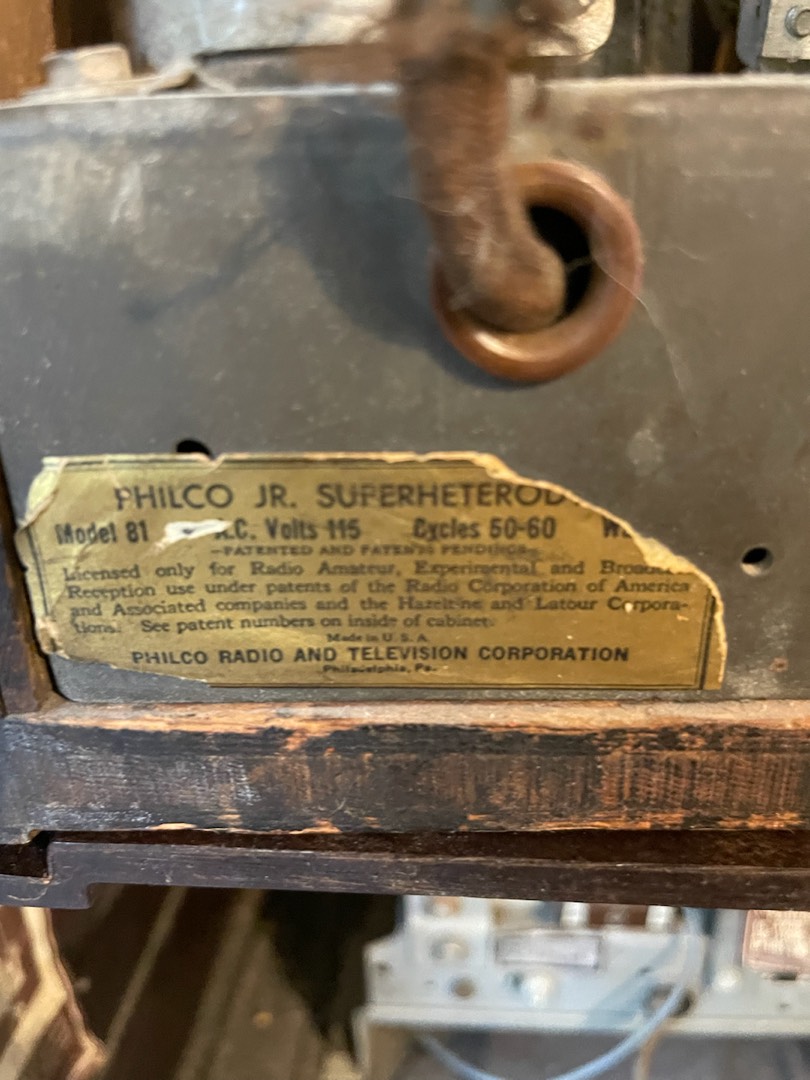 PHILCO JR. SUPERHETEROD
Model 81 A.C. Volts 115 Cycles 50-60
—PATENTED AND PATENTS PENDING—
Licensed only for Radio Amateur, Experimental and Broadc
Reception use under patents of the Radio Corporation of America
and Associated companies and the Hazeltine and Latour Corpora-
tions. See patent numbers on inside of cabinet.
Made in U. S. A.
PHILCO RADIO AND TELEVISION CORPORATION
Philadelphia, Pa.